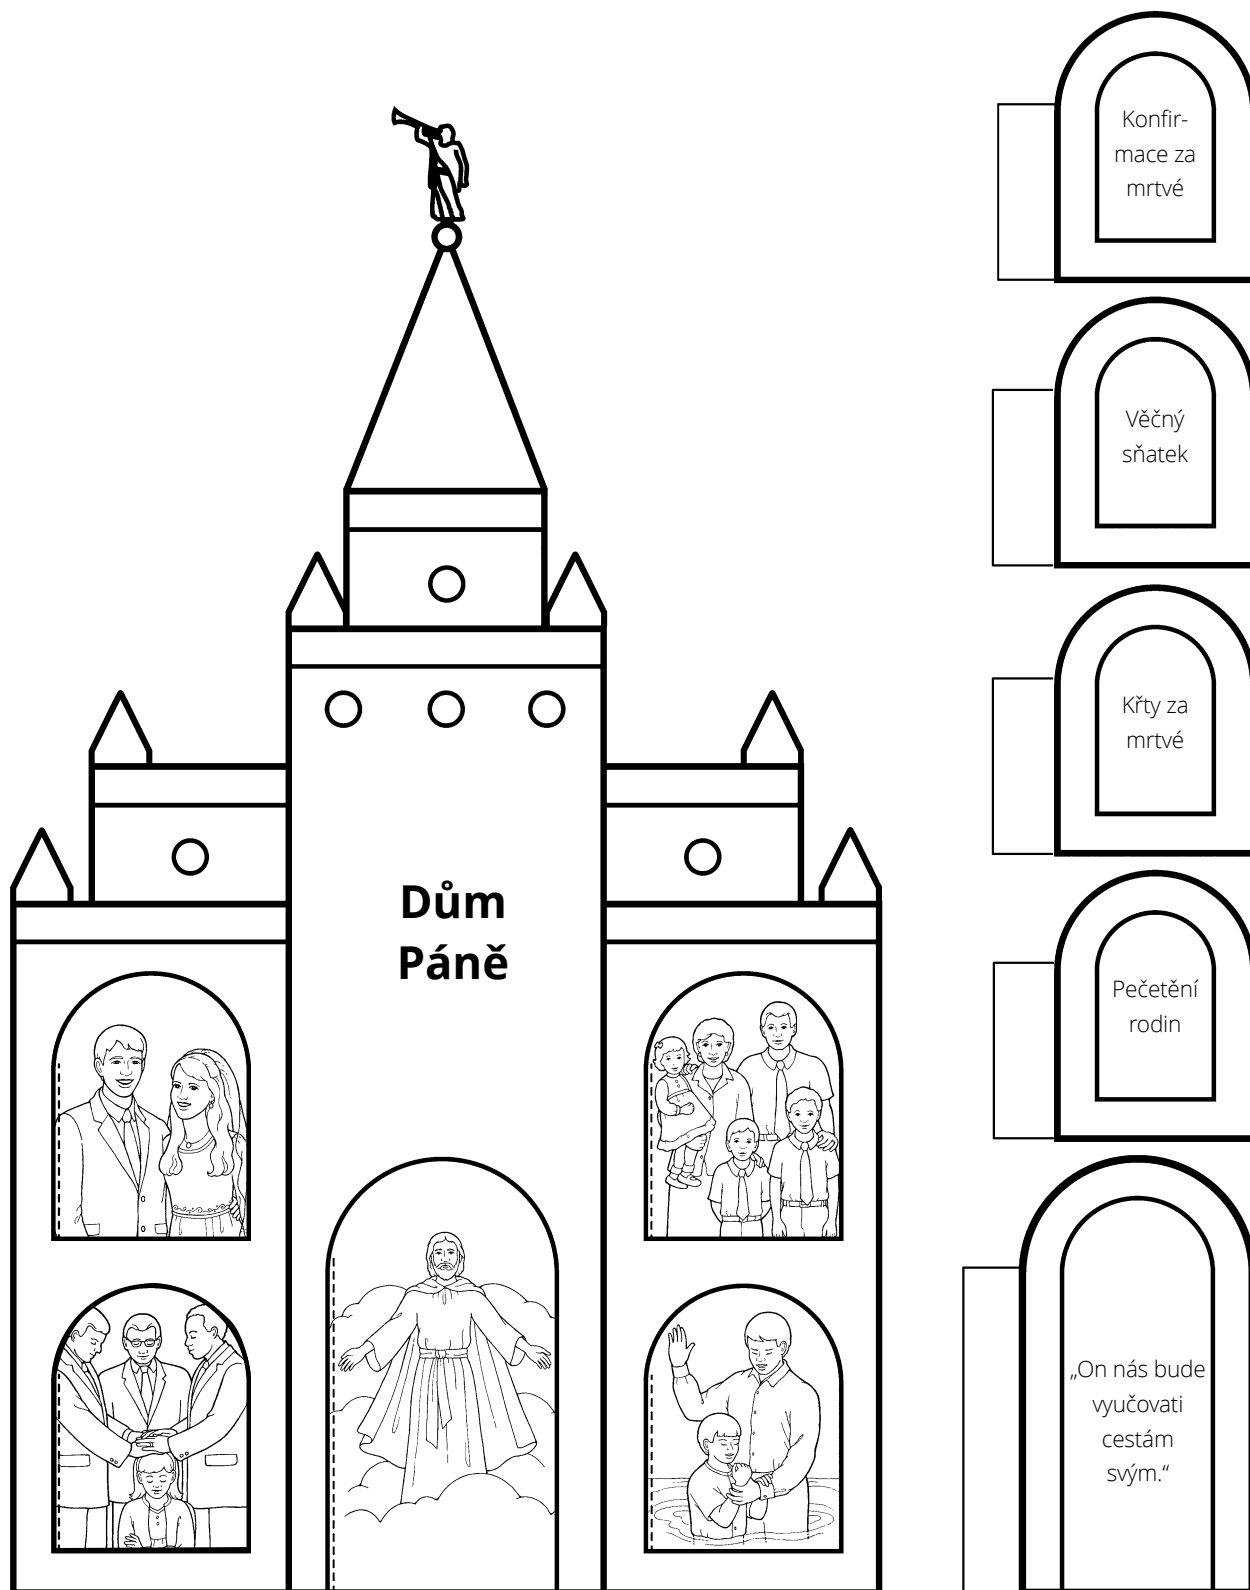 Dům
Páně
Konfir-
mace za
mrtvé
Věčný
sňatek
Křty za
mrtvé
Pečetění
rodin
„On nás bude
vyučovati
cestám
svým.“